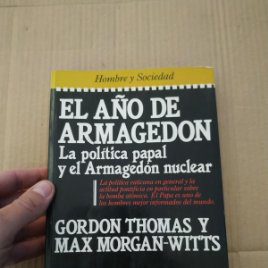 Hombre y Sociedad
EL AÑO DE
ARMAGEDON
La política papal
y el Armagedón nuclear
La política vaticana en general y la
actitud pontificia en particular sobre
la bomba atómica. El Papa es uno de
los hombres mejor informados del mundo.
GORDON THOMAS Y
MAX MORGAN-WITTS